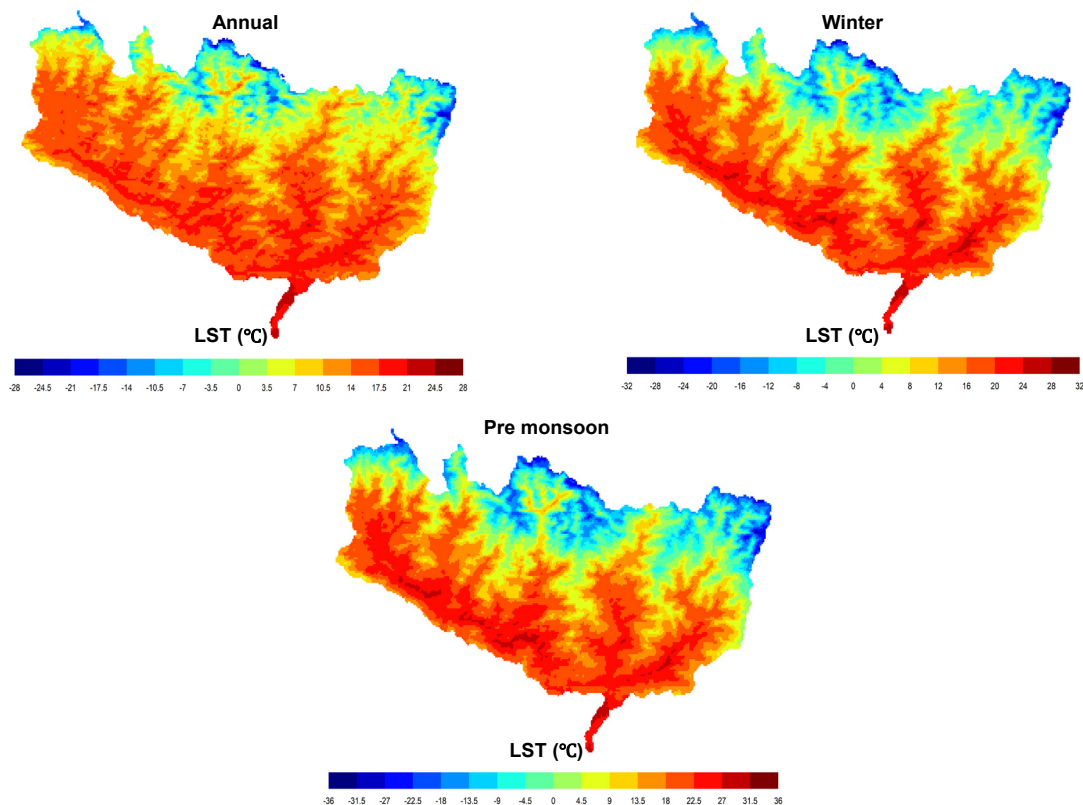 Annual
LST (℃)
-28 -24.5 -21 -17.5 -14 -10.5 -7 -3.5 0 3.5 7 10.5 14 17.5 21 24.5 28
Winter
LST (℃)
-32 -28 -24 -20 -16 -12 -8 -4 0 4 8 12 16 20 24 28 32
Pre monsoon
LST (℃)
-36 -31.5 -27 -22.5 -18 -13.5 -9 -4.5 0 4.5 9 13.5 18 22.5 27 31.5 36